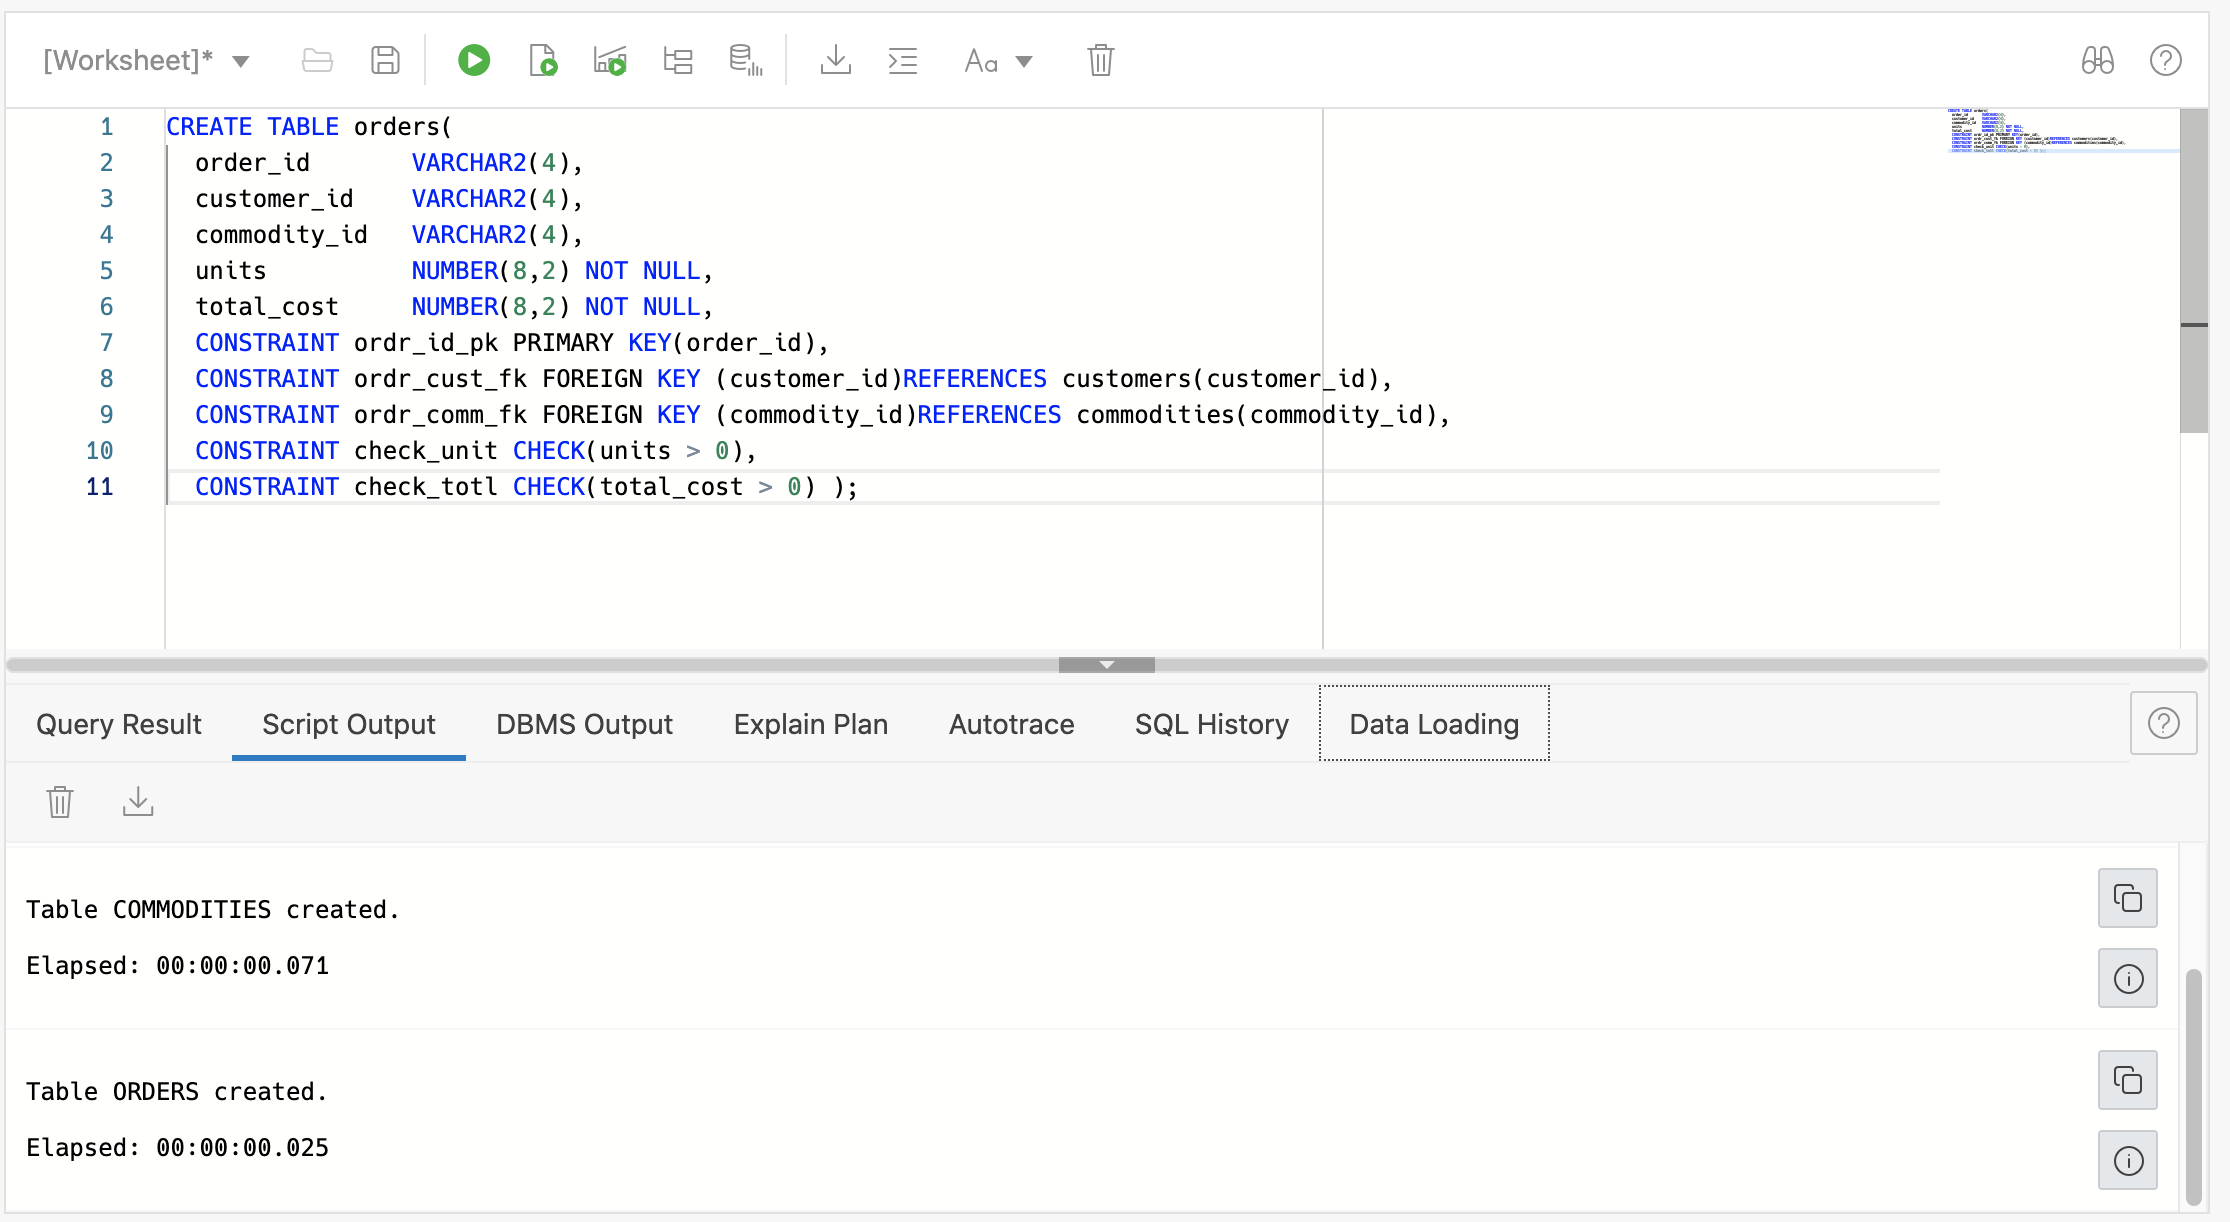 [Worksheet]*
Aa
1 CREATE TABLE orders(
2   order_id       VARCHAR2(4),
3   customer_id    VARCHAR2(4),
4   commodity_id   VARCHAR2(4),
5   units          NUMBER(8,2) NOT NULL,
6   total_cost     NUMBER(8,2) NOT NULL,
7   CONSTRAINT ordr_id_pk PRIMARY KEY(order_id),
8   CONSTRAINT ordr_cust_fk FOREIGN KEY (customer_id)REFERENCES customers(customer_id),
9   CONSTRAINT ordr_comm_fk FOREIGN KEY (commodity_id)REFERENCES commodities(commodity_id),
10   CONSTRAINT check_unit CHECK(units > 0),
11   CONSTRAINT check_totl CHECK(total_cost > 0) );
Query Result Script Output DBMS Output Explain Plan Autotrace SQL History Data Loading
Table COMMODITIES created.
Elapsed: 00:00:00.071
Table ORDERS created.
Elapsed: 00:00:00.025